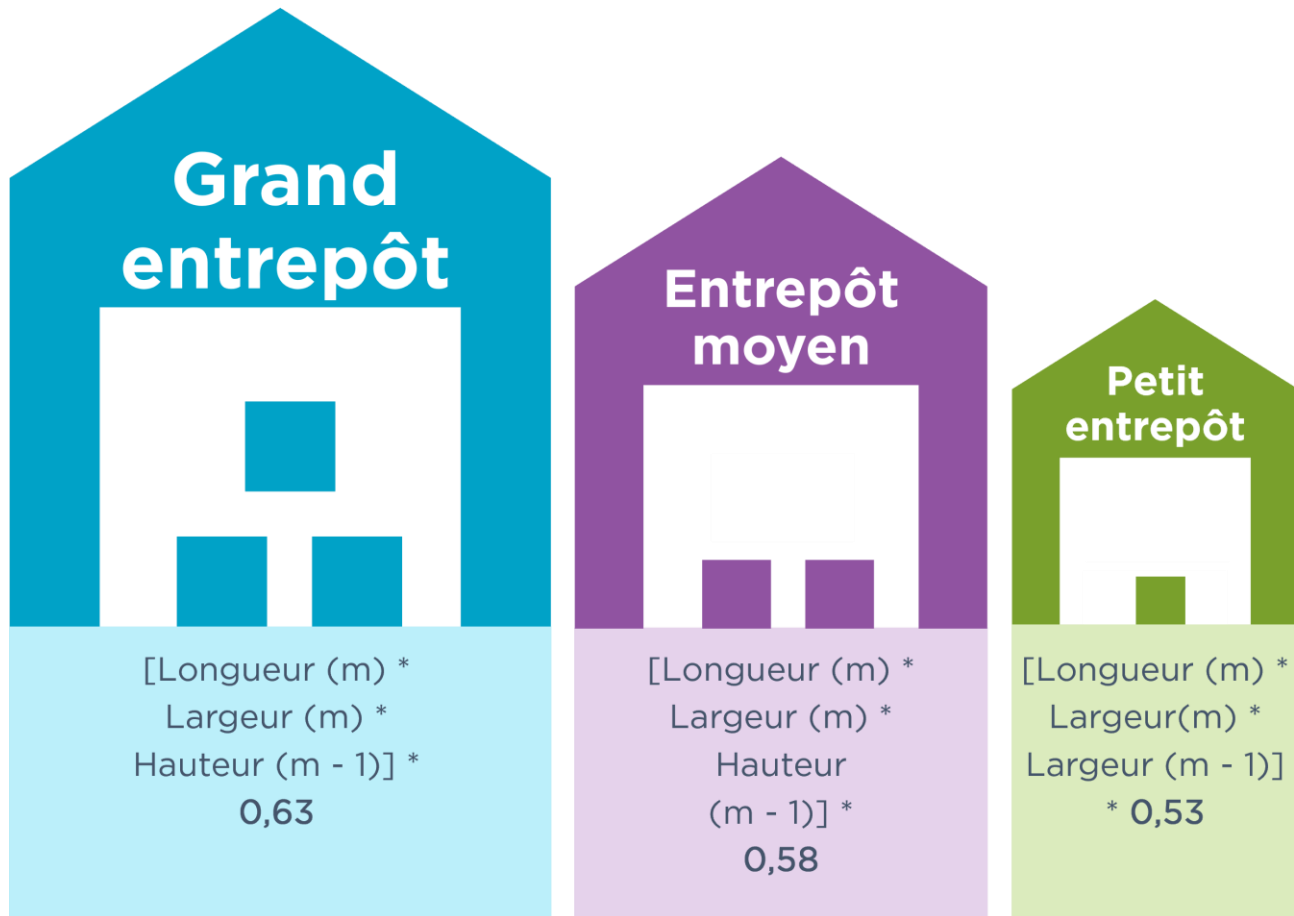 Grand
entrepôt
[Longueur (m) *
Largeur (m) *
Hauteur (m - 1)] *
0,63
Entrepôt
moyen
[Longueur (m) *
Largeur (m) *
Hauteur
(m - 1)] *
0,58
Petit
entrepôt
[Longueur (m) *
Largeur(m) *
Largeur (m - 1)]
* 0,53